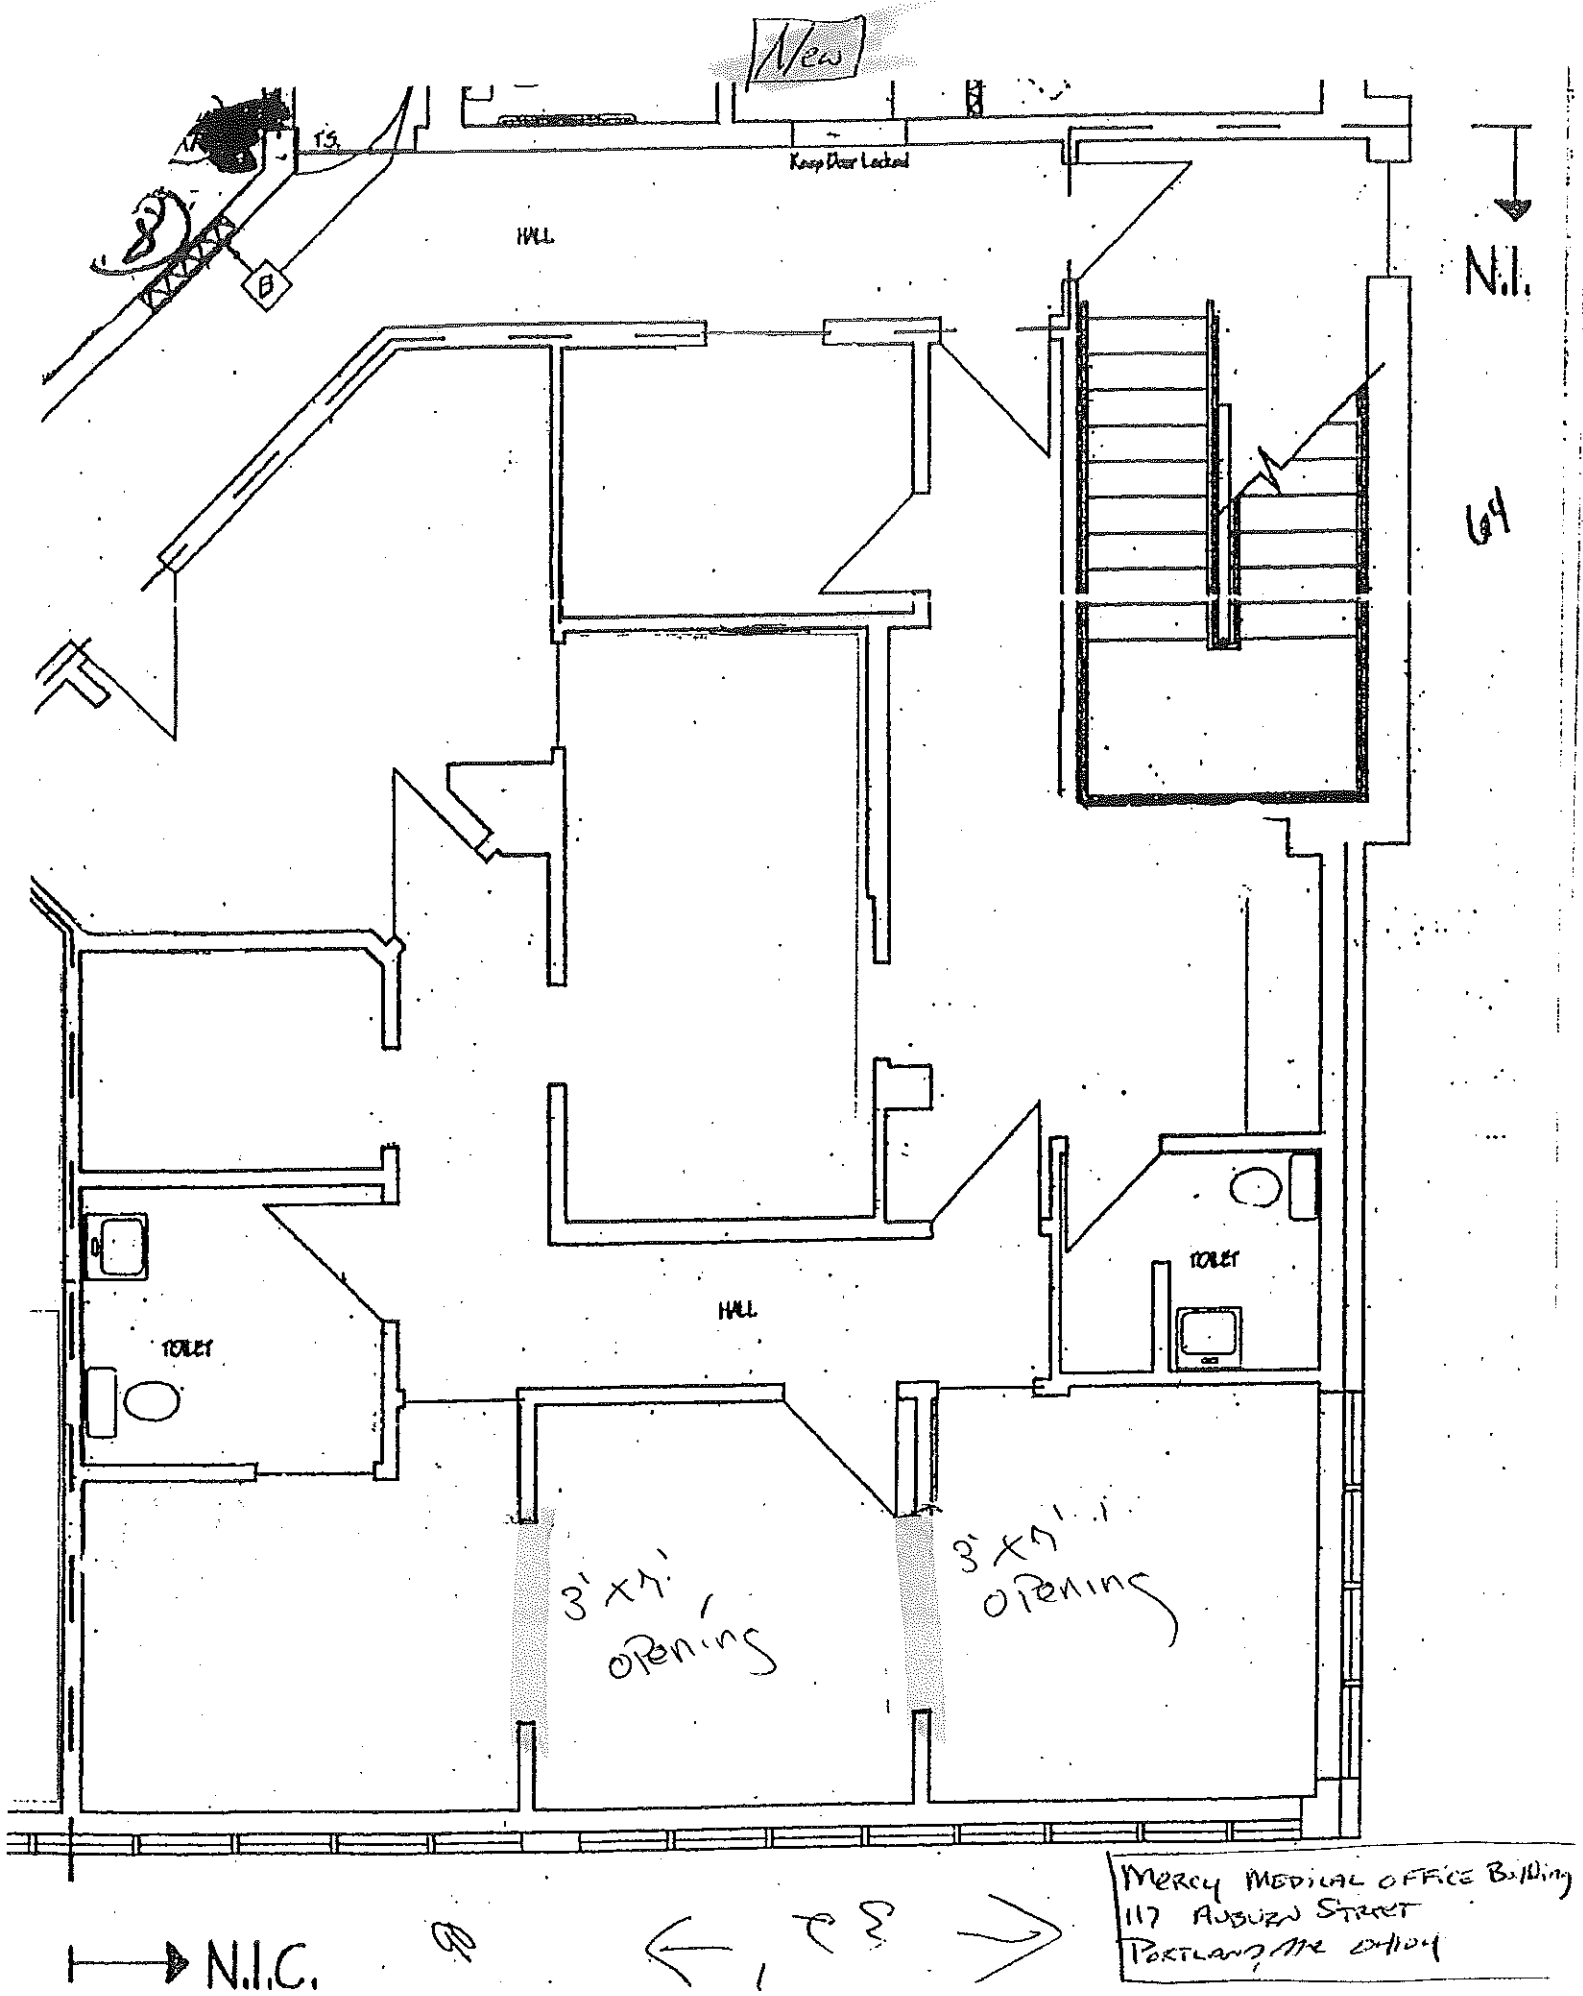 New
T.S.
Keep Door Locked
8
HALL
B
N.I.
64
TOILET
HALL
TOILET
3' x 7'
opening
3' x 7'
opening
MERCY MEDICAL OFFICE Building
117 AUBURN STREET
PORTLAND, ME 04104
N.I.C.